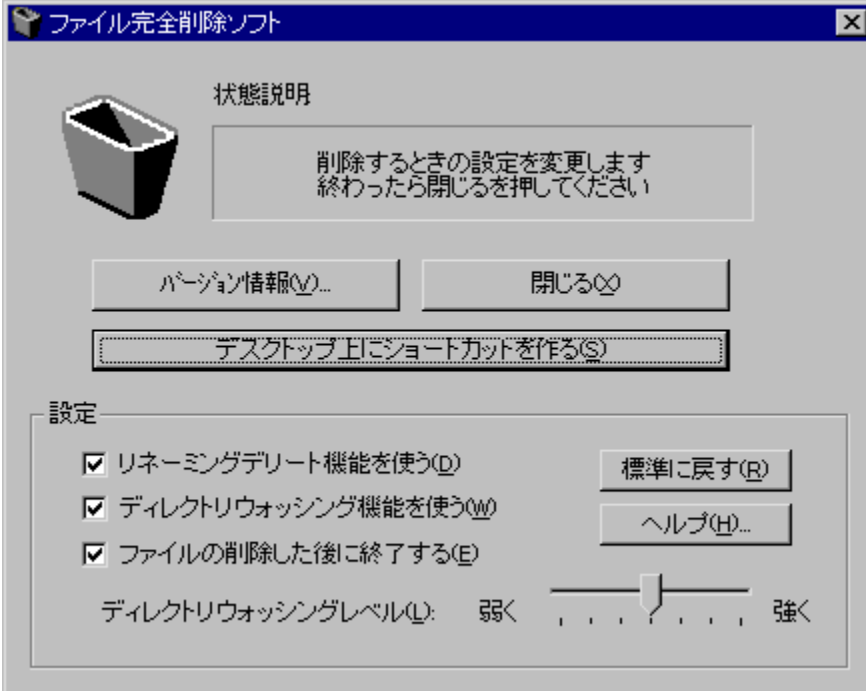 ファイル完全削除ソフト
状態説明
削除するときの設定を変更します
終わったら閉じるを押してください
バージョン情報(V)...
閉じる(X)
デスクトップ上にショートカットを作る(S)
設定
リネーミングデリート機能を使う(D)
標準に戻す(R)
ディレクトリウォッシング機能を使う(W)
ヘルプ(H)...
ファイルの削除した後に終了する(E)
ディレクトリウォッシングレベル(L):
弱く
強く